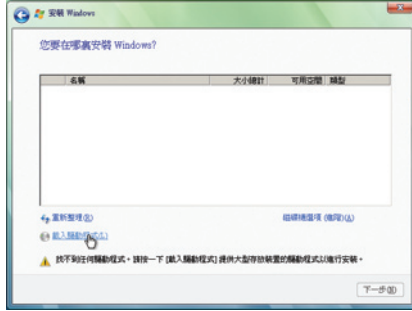 安裝 Windows
您要在哪裏安裝 Windows?
名稱 大小總計 可用空間 類型
重新整理(R)
磁碟機選項 (進階)(A)
載入驅動程式(L)
找不到任何驅動程式。請按一下 [載入驅動程式] 提供大型存放裝置的驅動程式以進行安裝。
下一步(N)